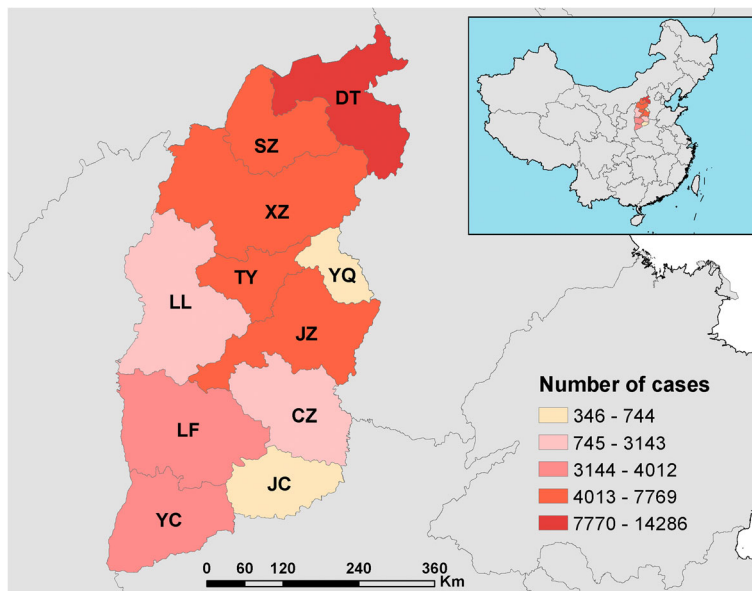 DT
SZ
XZ
TY
YQ
LL
JZ
CZ
LF
JC
YC
Number of cases
346 - 744
745 - 3143
3144 - 4012
4013 - 7769
7770 - 14286
0 60 120 240 360
Km